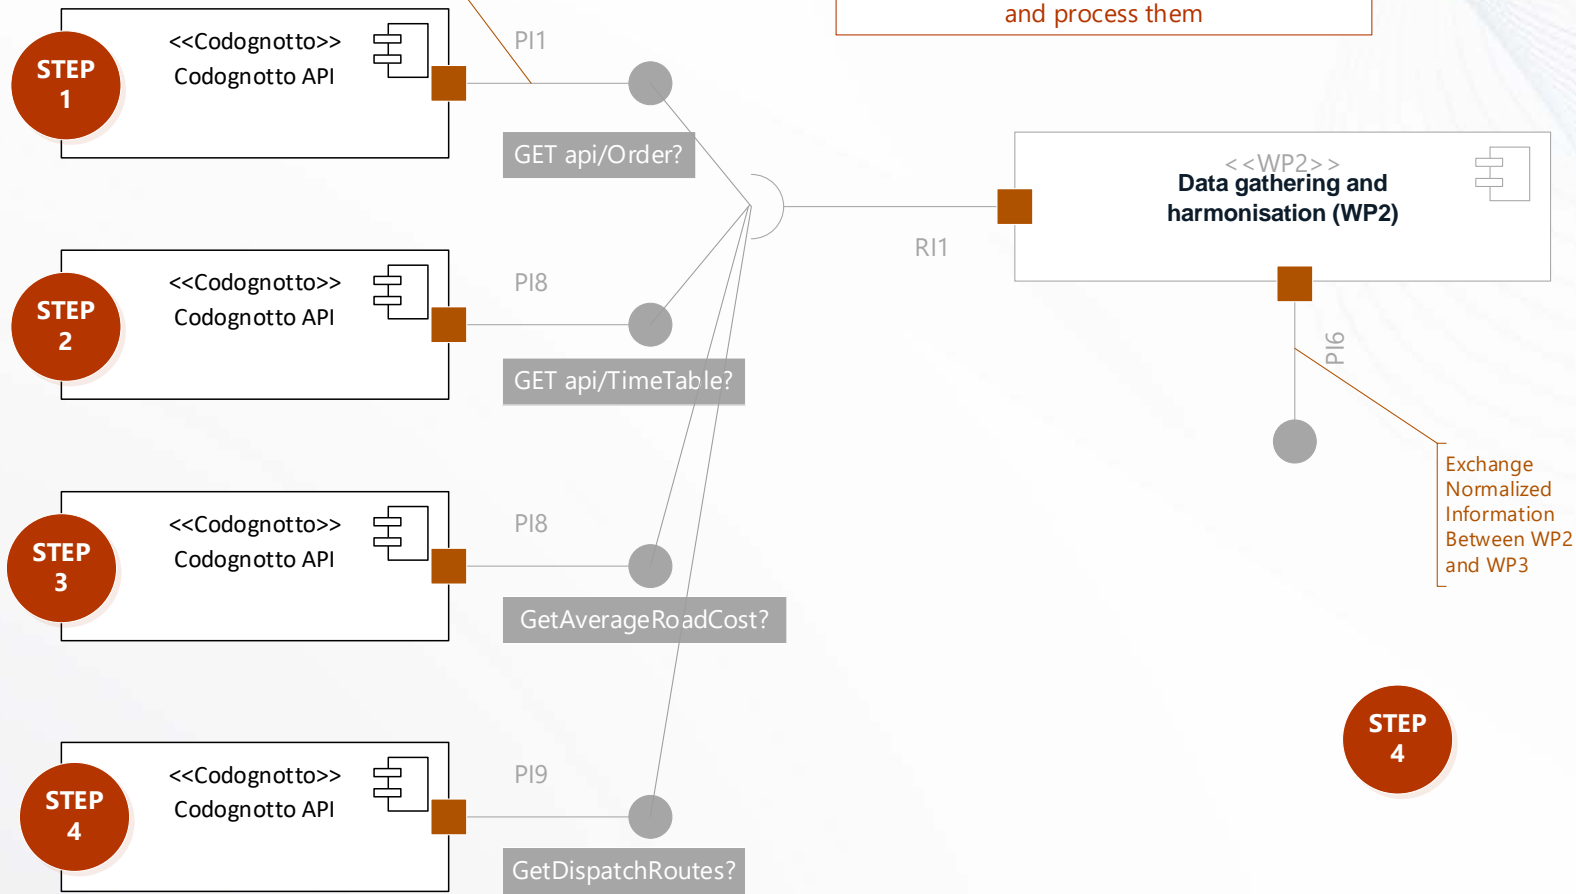 and process them
STEP
1
<<Codognotto>>
Codognotto API
PI1
GET api/Order?
<<WP2>>
Data gathering and
harmonisation (WP2)
RI1
STEP
2
<<Codognotto>>
Codognotto API
PI8
GET api/TimeTable?
PI6
Exchange
Normalized
Information
Between WP2
and WP3
STEP
3
<<Codognotto>>
Codognotto API
PI8
GetAverageRoadCost?
STEP
4
STEP
4
<<Codognotto>>
Codognotto API
PI9
GetDispatchRoutes?